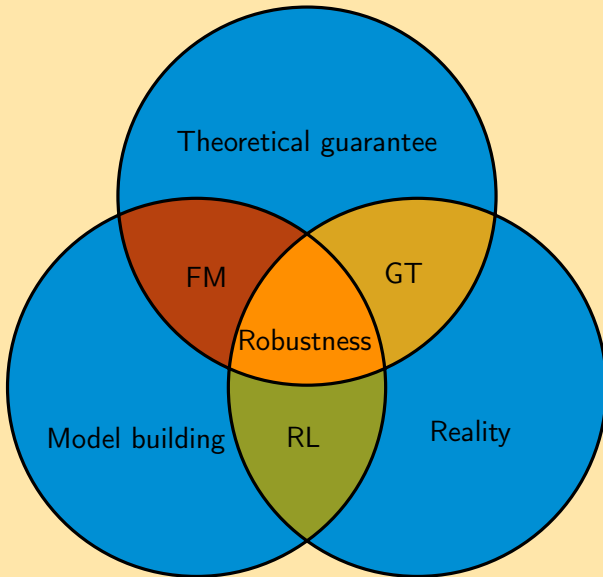 Theoretical guarantee
FM
GT
Robustness
Model building
RL
Reality